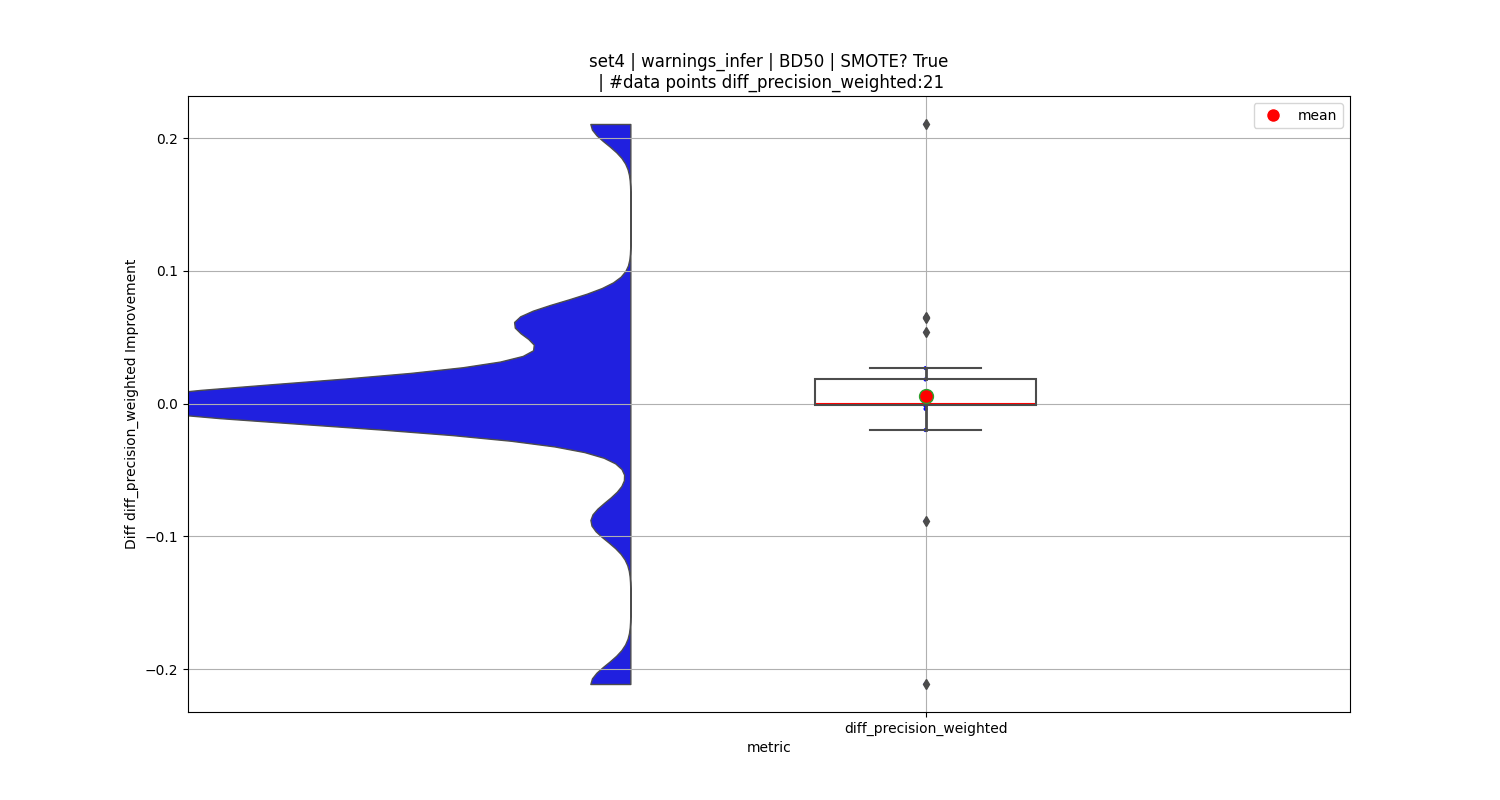 set4 | warnings_infer | BD50 | SMOTE? True
| #data points diff_precision_weighted:21
mean
0.2
0.1
0.0
−0.1
−0.2
Diff diff_precision_weighted Improvement
diff_precision_weighted
metric